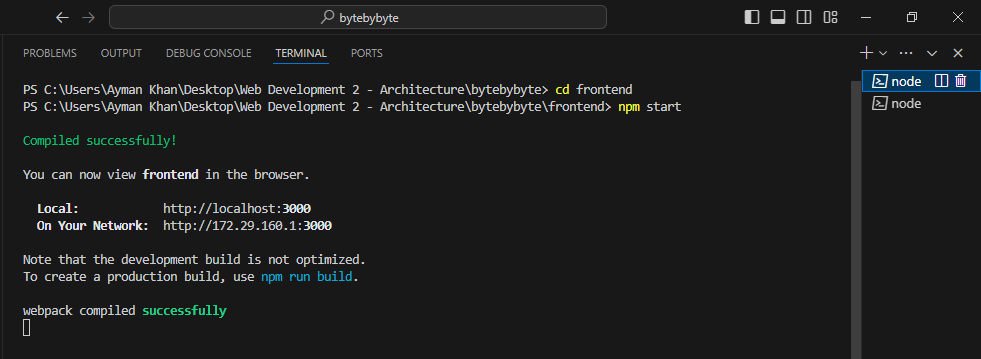 bytebybyte
PROBLEMS OUTPUT DEBUG CONSOLE TERMINAL PORTS
PS C:\Users\Ayman Khan\Desktop\Web Development 2 - Architecture\bytebybyte> cd frontend
PS C:\Users\Ayman Khan\Desktop\Web Development 2 - Architecture\bytebybyte\frontend> npm start
Compiled successfully!
You can now view frontend in the browser.
Local: http://localhost:3000
On Your Network: http://172.29.160.1:3000
Note that the development build is not optimized.
To create a production build, use npm run build.
webpack compiled successfully
node
node